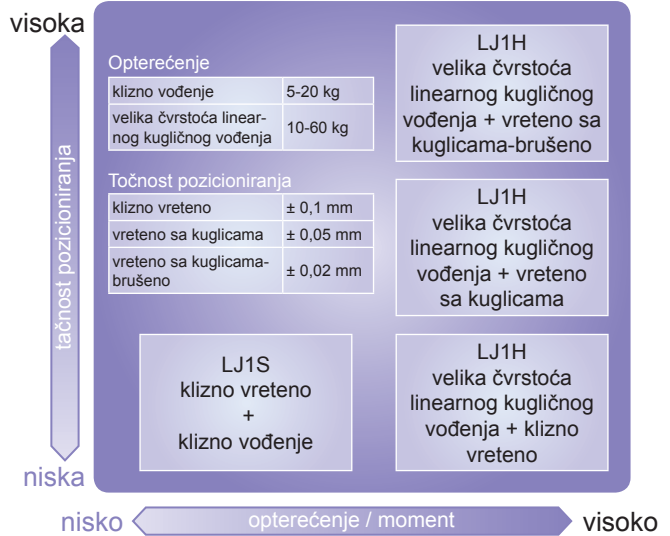 visoka
tačnost pozicioniranja
niska
Opterećenje
klizno vođenje 5-20 kg
velika čvrstoća linear-
nog kugličnog vođenja 10-60 kg
Točnost pozicioniranja
klizno vreteno ± 0,1 mm
vreteno sa kuglicama ± 0,05 mm
vreteno sa kuglicama-
brušeno ± 0,02 mm
LJ1H
velika čvrstoća
linearnog kugličnog
vođenja + vreteno sa
kuglicama-brušeno
LJ1H
velika čvrstoća
linearnog kugličnog
vođenja + vreteno
sa kuglicama
LJ1S
klizno vreteno
+
klizno vođenje
LJ1H
velika čvrstoća
linearnog kugličnog
vođenja + klizno
vreteno
nisko opterećenje / moment visoko